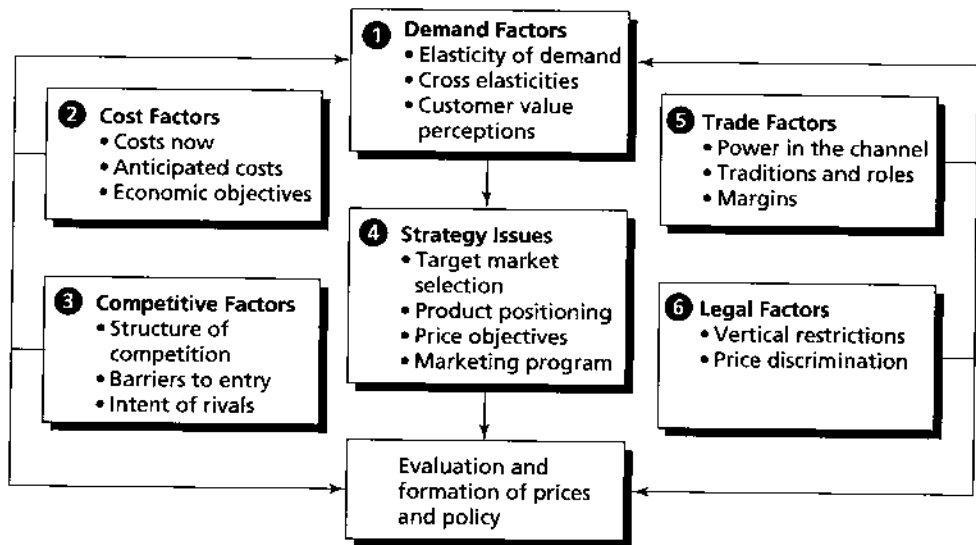 1 Demand Factors
• Elasticity of demand
• Cross elasticities
• Customer value
perceptions
2 Cost Factors
• Costs now
• Anticipated costs
• Economic objectives
3 Competitive Factors
• Structure of
competition
• Barriers to entry
• Intent of rivals
4 Strategy Issues
• Target market
selection
• Product positioning
• Price objectives
• Marketing program
5 Trade Factors
• Power in the channel
• Traditions and roles
• Margins
6 Legal Factors
• Vertical restrictions
• Price discrimination
Evaluation and
formation of prices
and policy